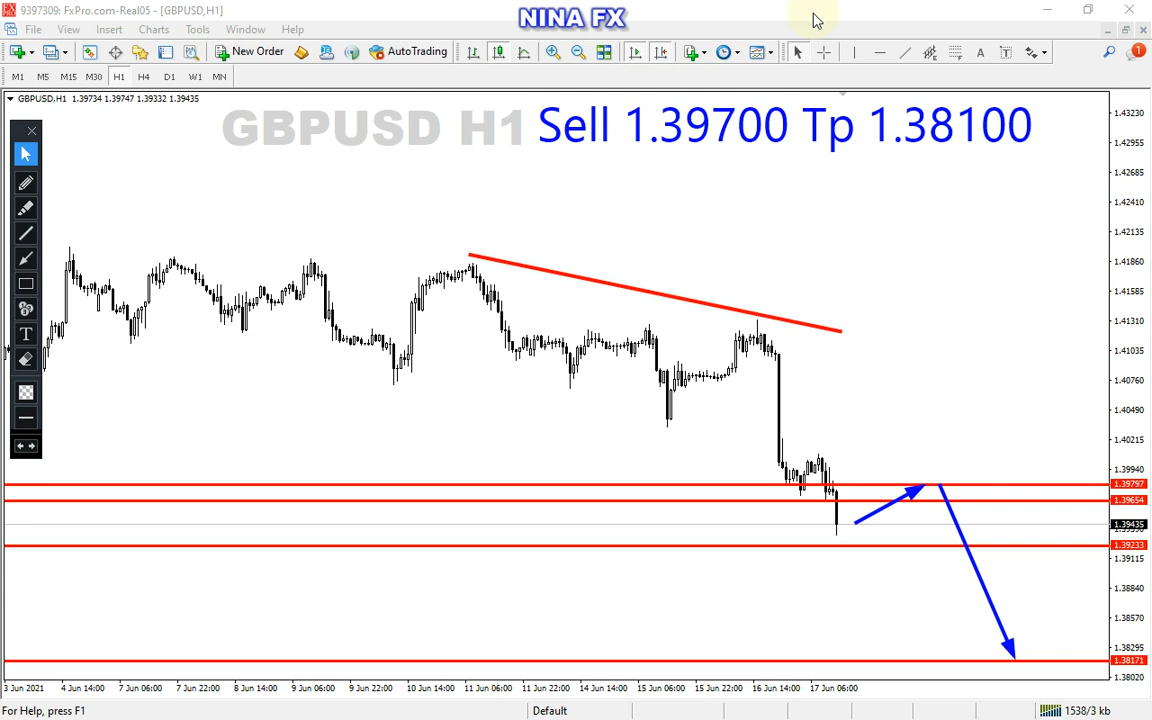 9397309: FxPro.com-Real05 - [GBPUSD,H1]
NINA FX
File View Insert Charts Tools Window Help
New Order AutoTrading A T 1
M1 M5 M15 M30 H1 H4 D1 W1 MN
GBPUSD,H1 1.39734 1.39747 1.39332 1.39435
GBPUSD H1 Sell 1.39700 Tp 1.38100
T
1.43230
1.42955
1.42685
1.42410
1.42135
1.41860
1.41585
1.41310
1.41035
1.40760
1.40490
1.40215
1.39940
1.39797
1.39654
1.39435
1.39233
1.39115
1.38840
1.38570
1.38295
1.38171
1.38020
3 Jun 2021 4 Jun 14:00 7 Jun 06:00 7 Jun 22:00 8 Jun 14:00 9 Jun 06:00 9 Jun 22:00 10 Jun 14:00 11 Jun 06:00 11 Jun 22:00 14 Jun 14:00 15 Jun 06:00 15 Jun 22:00 16 Jun 14:00 17 Jun 06:00
For Help, press F1 Default 1538/3 kb